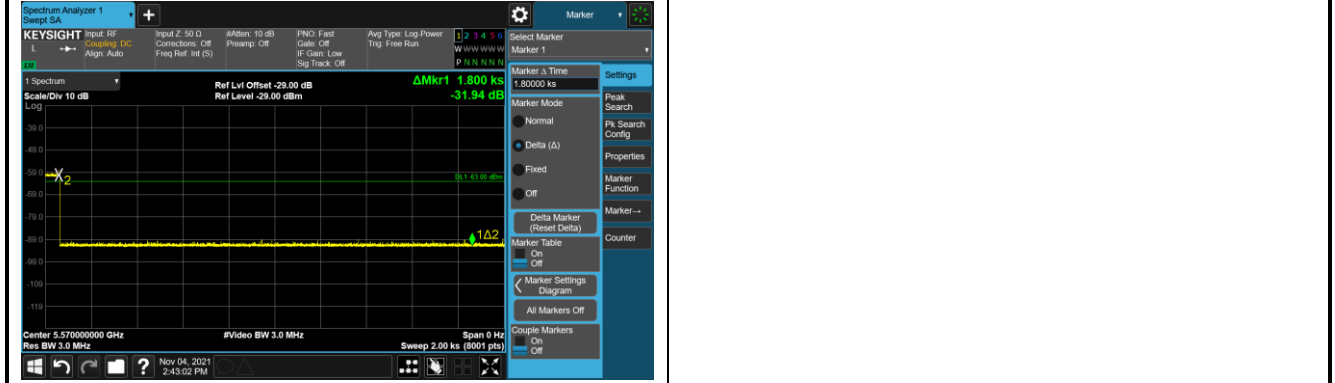 Spectrum Analyzer 1
Swept SA
Marker
KEYSIGHT
L
Input: RF
Coupling: DC
Align: Auto
Input Z: 50 Ω
Corrections: Off
Freq Ref: Int (S)
#Atten: 10 dB
Preamp: Off
PNO: Fast
Gate: Off
IF Gain: Low
Sig Track: Off
Avg Type: Log-Power
Trig: Free Run
1 2 3 4 5 6
W W W W W W
P N N N N N
Select Marker
Marker 1
1 Spectrum
Scale/Div 10 dB
Log
Ref Lvl Offset -29.00 dB
Ref Level -29.00 dBm
ΔMkr1 1.800 ks
-31.94 dB
-39.0
-49.0
-59.0
-69.0
-79.0
-89.0
-99.0
-109
-119
X2
DL1 -63.00 dBm
1Δ2
Center 5.570000000 GHz
Res BW 3.0 MHz
#Video BW 3.0 MHz
Span 0 Hz
Sweep 2.00 ks (8001 pts)
Marker Δ Time
1.80000 ks
Marker Mode
Normal
Delta (Δ)
Fixed
Off
Delta Marker
(Reset Delta)
Marker Table
On
Off
Marker Settings
Diagram
All Markers Off
Couple Markers
On
Off
Settings
Peak
Search
Pk Search
Config
Properties
Marker
Function
Marker→
Counter
?
Nov 04, 2021
2:43:02 PM